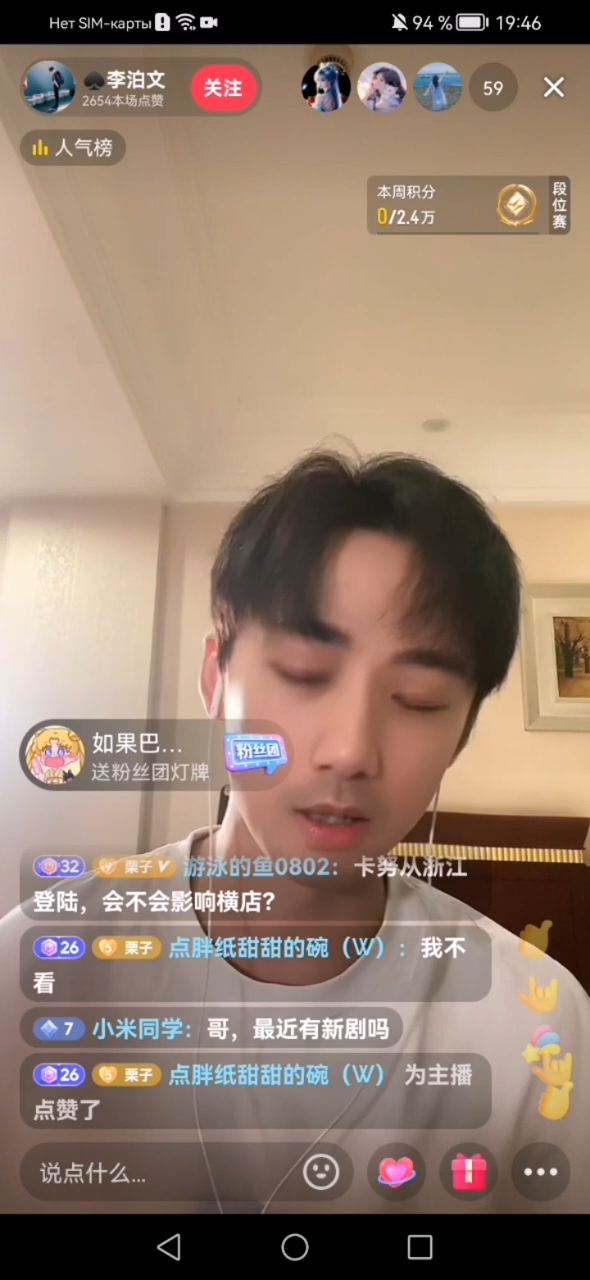 Нет SIM-карты
94 %
19:46
李泊文
2654本场点赞
关注
59
人气榜
本周积分
0/2.4万
段位赛
如果巴...
送粉丝团灯牌
粉丝团
32 栗子 游泳的鱼0802：卡努从浙江
登陆，会不会影响横店？
26 栗子 点胖纸甜甜的碗（W）：我不
看
7 小米同学：哥，最近有新剧吗
26 栗子 点胖纸甜甜的碗（W） 为主播
点赞了
说点什么...